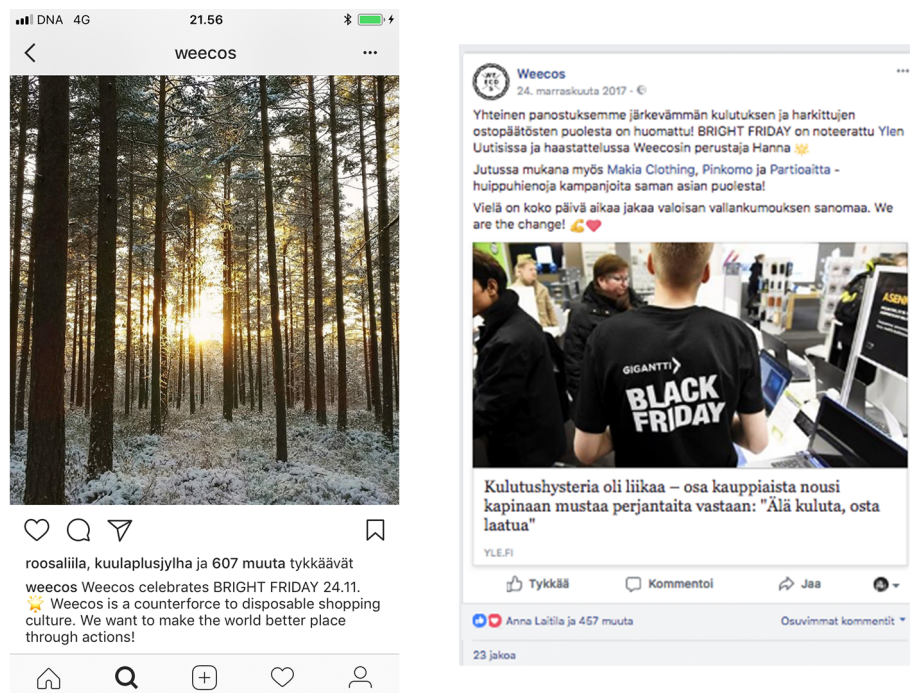 DNA 4G 21.56
weecos
roosaliila, kuulaplusjylha ja 607 muuta tykkäävät
weecos Weecos celebrates BRIGHT FRIDAY 24.11.
🌟 Weecos is a counterforce to disposable shopping
culture. We want to make the world better place
through actions!
WE
ECO
S
Weecos
24. marraskuuta 2017 ·
Yhteinen panostuksemme järkevämmän kulutuksen ja harkittujen
ostopäätösten puolesta on huomattu! BRIGHT FRIDAY on noteerattu Ylen
Uutisissa ja haastattelussa Weecosin perustaja Hanna 🌟
Jutussa mukana myös Makia Clothing, Pinkomo ja Partioaitta -
huippuhienoja kampanjoita saman asian puolesta!
Vielä on koko päivä aikaa jakaa valoisan vallankumouksen sanomaa. We
are the change! 💪❤️
GIGANTTI
BLACK
FRIDAY
Kulutushysteria oli liikaa – osa kauppiaista nousi
kapinaan mustaa perjantaita vastaan: "Älä kuluta, osta
laatua"
YLE.FI
Tykkää Kommentoi Jaa
Anna Laitila ja 457 muuta Osuvimmat kommentit
23 jakoa